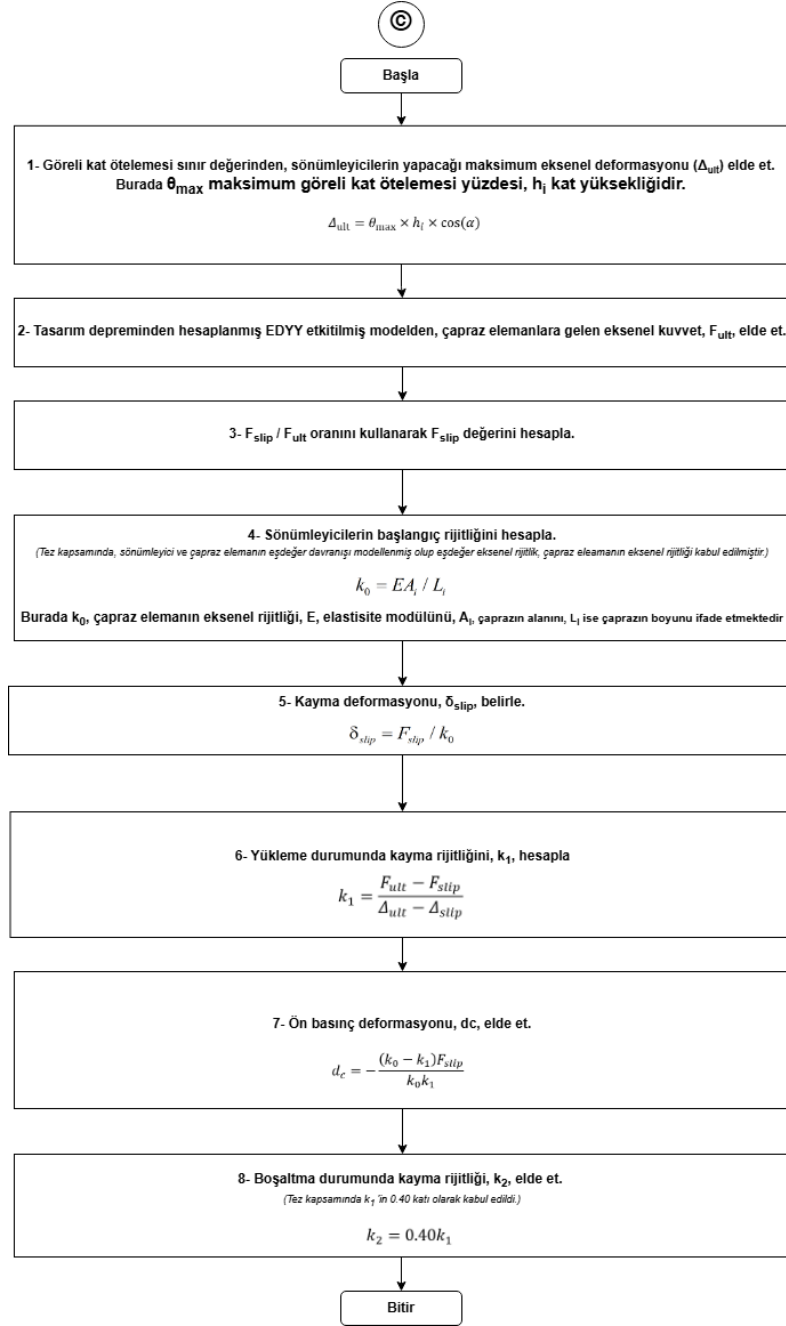 ©
Başla
1- Göreli kat ötelemesi sınır değerinden, sönümleyicilerin yapacağı maksimum eksenel deformasyonu (Δult) elde et.
Burada θmax maksimum göreli kat ötelemesi yüzdesi, hi kat yüksekliğidir.
Δult = θmax × hi × cos(α)
2- Tasarım depreminden hesaplanmış EDYY etkitilmiş modelden, çapraz elemanlara gelen eksenel kuvvet, Fult, elde et.
3- Fslip / Fult oranını kullanarak Fslip değerini hesapla.
4- Sönümleyicilerin başlangıç rijitliğini hesapla.
(Tez kapsamında, sönümleyici ve çapraz elemanın eşdeğer davranışı modellenmiş olup eşdeğer eksenel rijitlik, çapraz eleamanın eksenel rijitliği kabul edilmiştir.)
k0 = EAi / Li
Burada k0, çapraz elemanın eksenel rijitliği, E, elastisite modülünü, Ai, çaprazın alanını, Li ise çaprazın boyunu ifade etmektedir
5- Kayma deformasyonu, δslip, belirle.
δslip = Fslip / k0
6- Yükleme durumunda kayma rijitliğini, k1, hesapla
k1 = (Fult − Fslip) / (Δult − Δslip)
7- Ön basınç deformasyonu, dc, elde et.
dc = − (k0 − k1)Fslip / k0k1
8- Boşaltma durumunda kayma rijitliği, k2, elde et.
(Tez kapsamında k1 'in 0.40 katı olarak kabul edildi.)
k2 = 0.40k1
Bitir